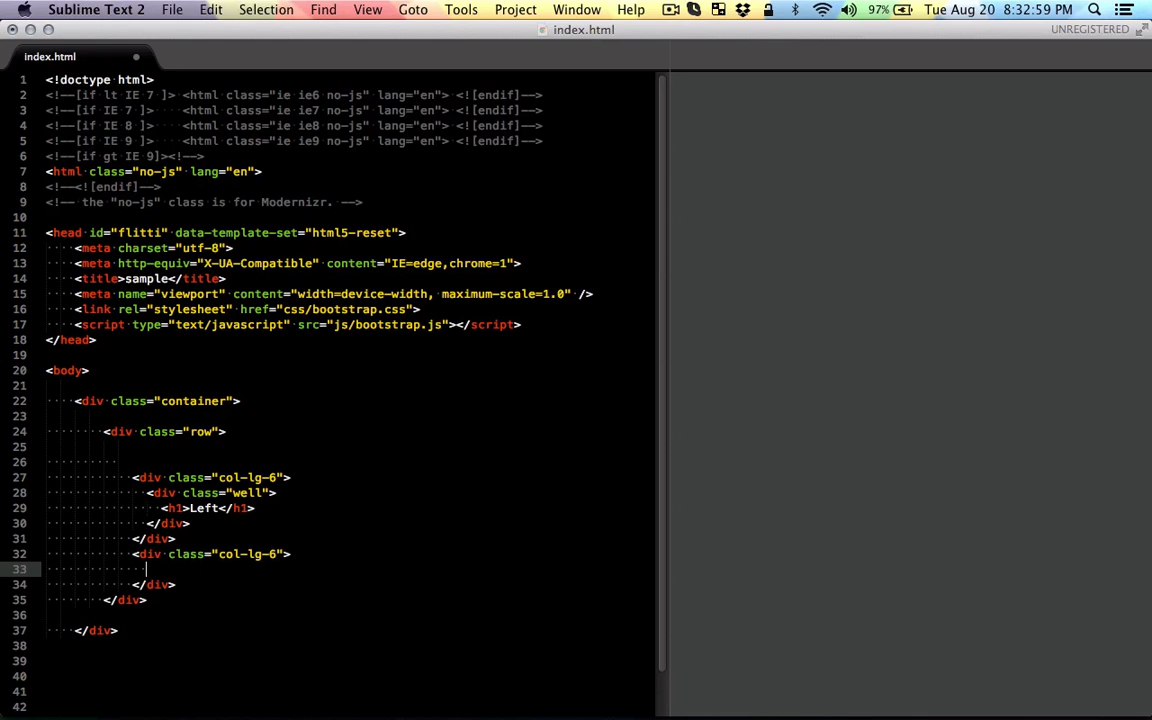 Sublime Text 2 File Edit Selection Find View Goto Tools Project Window Help 97% Tue Aug 20 8:32:59 PM
index.html UNREGISTERED
index.html
1 <!doctype html>
2 <!--[if lt IE 7 ]> <html class="ie ie6 no-js" lang="en"> <![endif]-->
3 <!--[if IE 7 ]>    <html class="ie ie7 no-js" lang="en"> <![endif]-->
4 <!--[if IE 8 ]>    <html class="ie ie8 no-js" lang="en"> <![endif]-->
5 <!--[if IE 9 ]>    <html class="ie ie9 no-js" lang="en"> <![endif]-->
6 <!--[if gt IE 9]><!-->
7 <html class="no-js" lang="en">
8 <!--<![endif]-->
9 <!-- the "no-js" class is for Modernizr. -->
10
11 <head id="flitti" data-template-set="html5-reset">
12     <meta charset="utf-8">
13     <meta http-equiv="X-UA-Compatible" content="IE=edge,chrome=1">
14     <title>sample</title>
15     <meta name="viewport" content="width=device-width, maximum-scale=1.0" />
16     <link rel="stylesheet" href="css/bootstrap.css">
17     <script type="text/javascript" src="js/bootstrap.js"></script>
18 </head>
19
20 <body>
21
22     <div class="container">
23
24         <div class="row">
25
26
27             <div class="col-lg-6">
28               <div class="well">
29                 <h1>Left</h1>
30               </div>
31             </div>
32             <div class="col-lg-6">
33
34             </div>
35         </div>
36
37     </div>
38
39
40
41
42